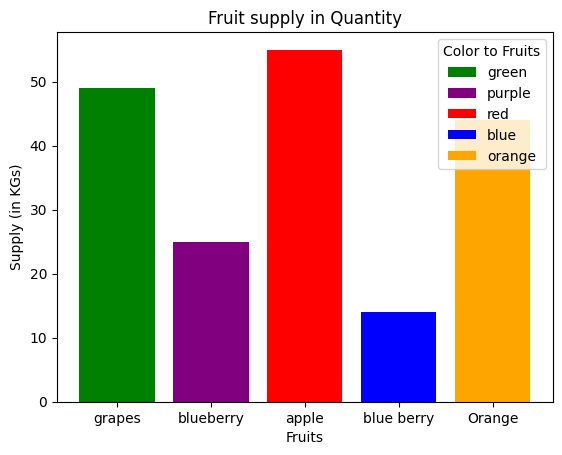 Fruit supply in Quantity
Color to Fruits
green
purple
red
blue
orange
Supply (in KGs)
50
40
30
20
10
0
grapes blueberry apple blue berry Orange
Fruits